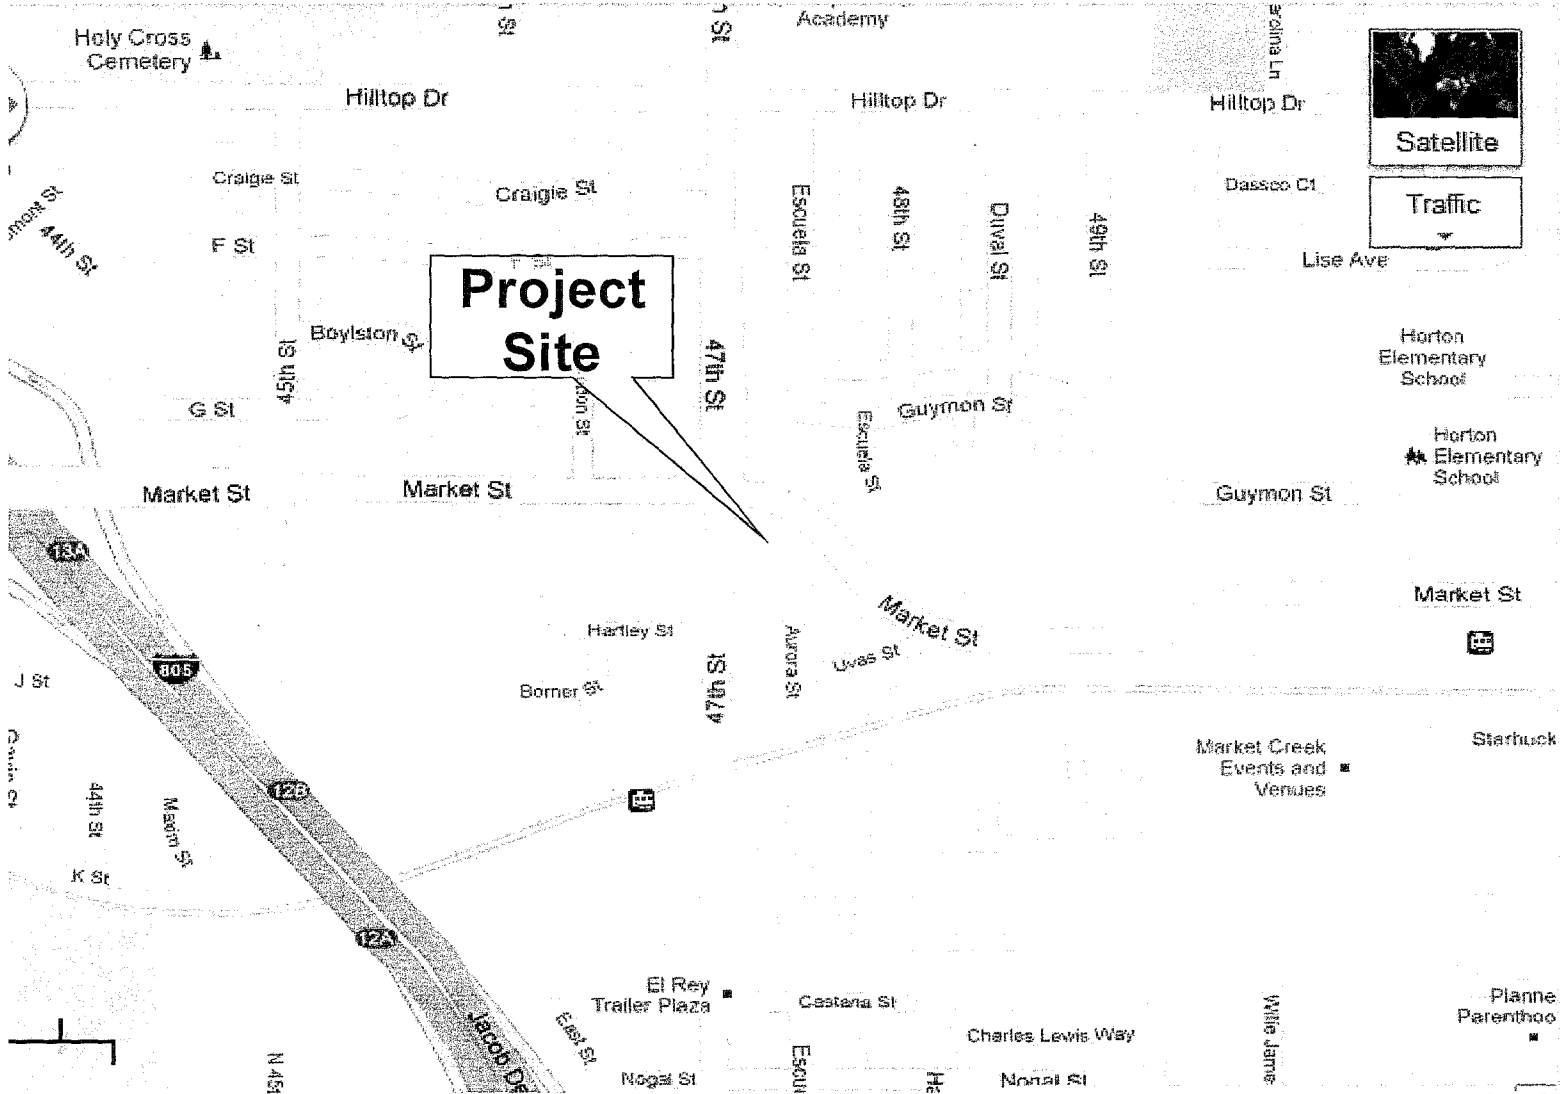 Academy
Holy Cross
Cemetery
Hilltop Dr
Hilltop Dr
Hilltop Dr
Satellite
Traffic
Craigie St
Craigie St
Dassco Ct
44th St
F St
F St
Escuela St
48th St
Duval St
49th St
Lise Ave
Project
Site
Boylston St
45th St
47th St
Horton
Elementary
School
G St
Guymon St
Escuela St
Horton
Elementary
School
Market St
Market St
Guymon St
13A
Market St
Market St
Hartley St
Aurora St
Uvas St
805
J St
Borner St
47th St
Market Creek
Events and
Venues
12B
44th St
Maxim St
K St
12A
El Rey
Trailer Plaza
Castana St
Charles Lewis Way
East St
Nogal St
Nogal St